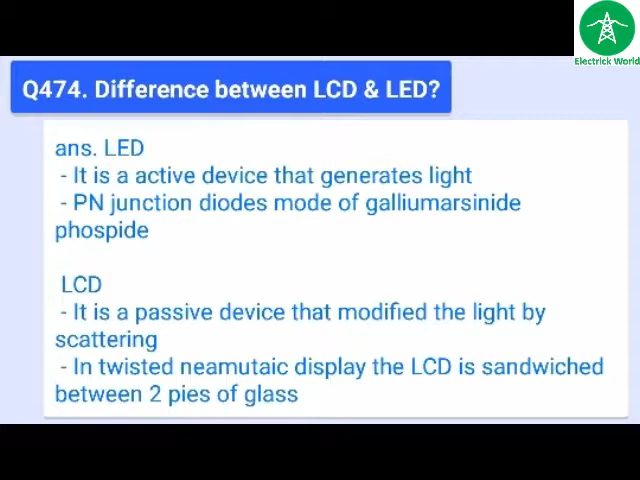 Electrick World
Q474. Difference between LCD & LED?
ans. LED
- It is a active device that generates light
- PN junction diodes mode of galliumarsinide
phospide
LCD
- It is a passive device that modified the light by
scattering
- In twisted neamutaic display the LCD is sandwiched
between 2 pies of glass